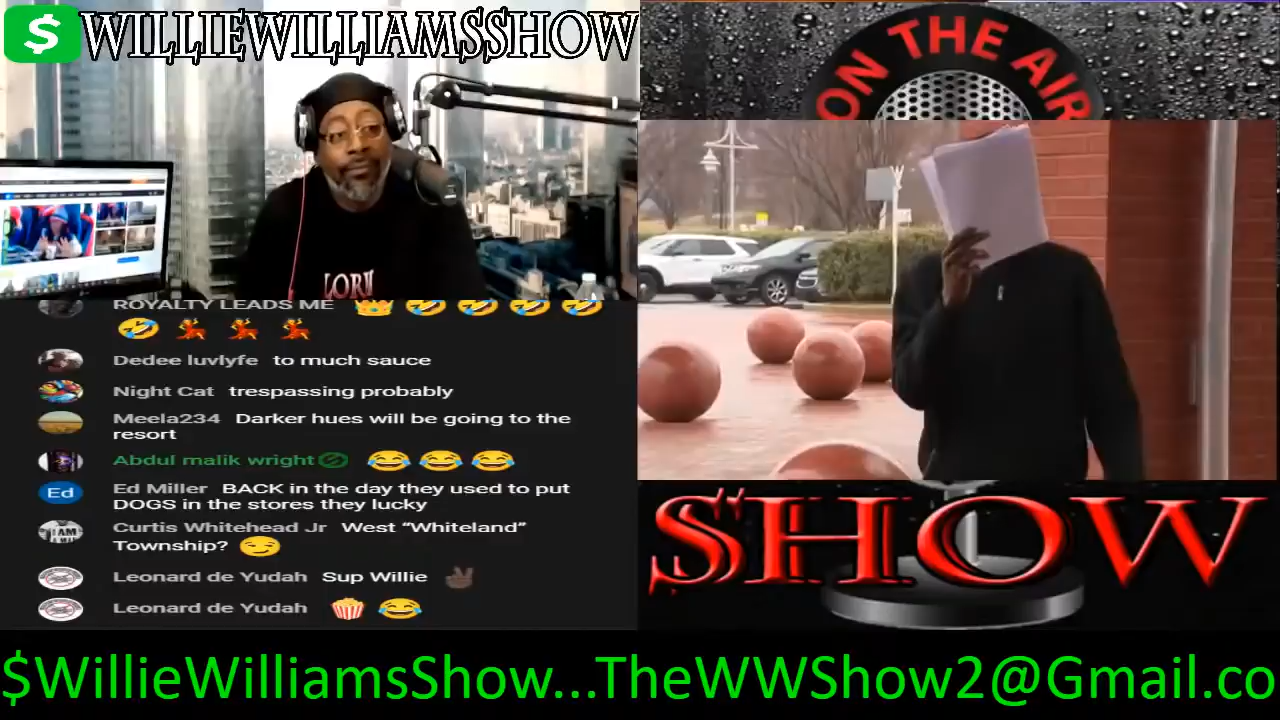 $ WILLIEWILLIAMSSHOW
ON THE AIR
LORD
ROYALTY LEADS ME 👑 🤣 🤣 🤣 🤣
🤣 💃 💃 💃
Dedee luvlyfe to much sauce
Night Cat trespassing probably
Meela234 Darker hues will be going to the
resort
Abdul malik wright 😂 😂 😂
Ed
Ed Miller BACK in the day they used to put
DOGS in the stores they lucky
I AM
A MAN
Curtis Whitehead Jr West “Whiteland”
Township? 😏
Leonard de Yudah Sup Willie ✌🏿
Leonard de Yudah 🍿 😂
SHOW
$WillieWilliamsShow...TheWWShow2@Gmail.co